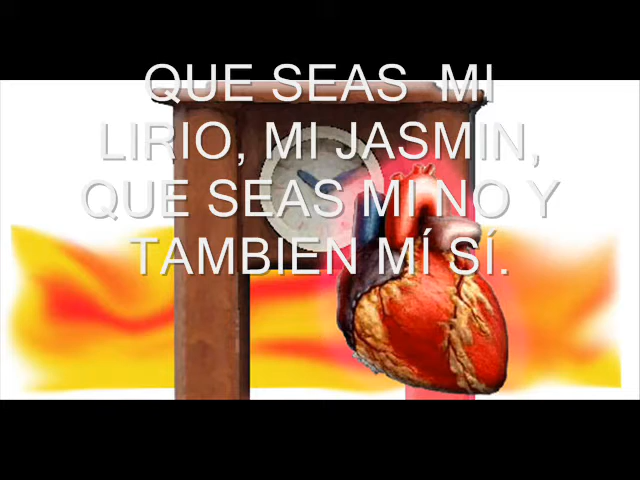 QUE SEAS MI
LIRIO, MI JASMIN,
QUE SEAS MI NO Y
TAMBIEN MÍ SÍ.